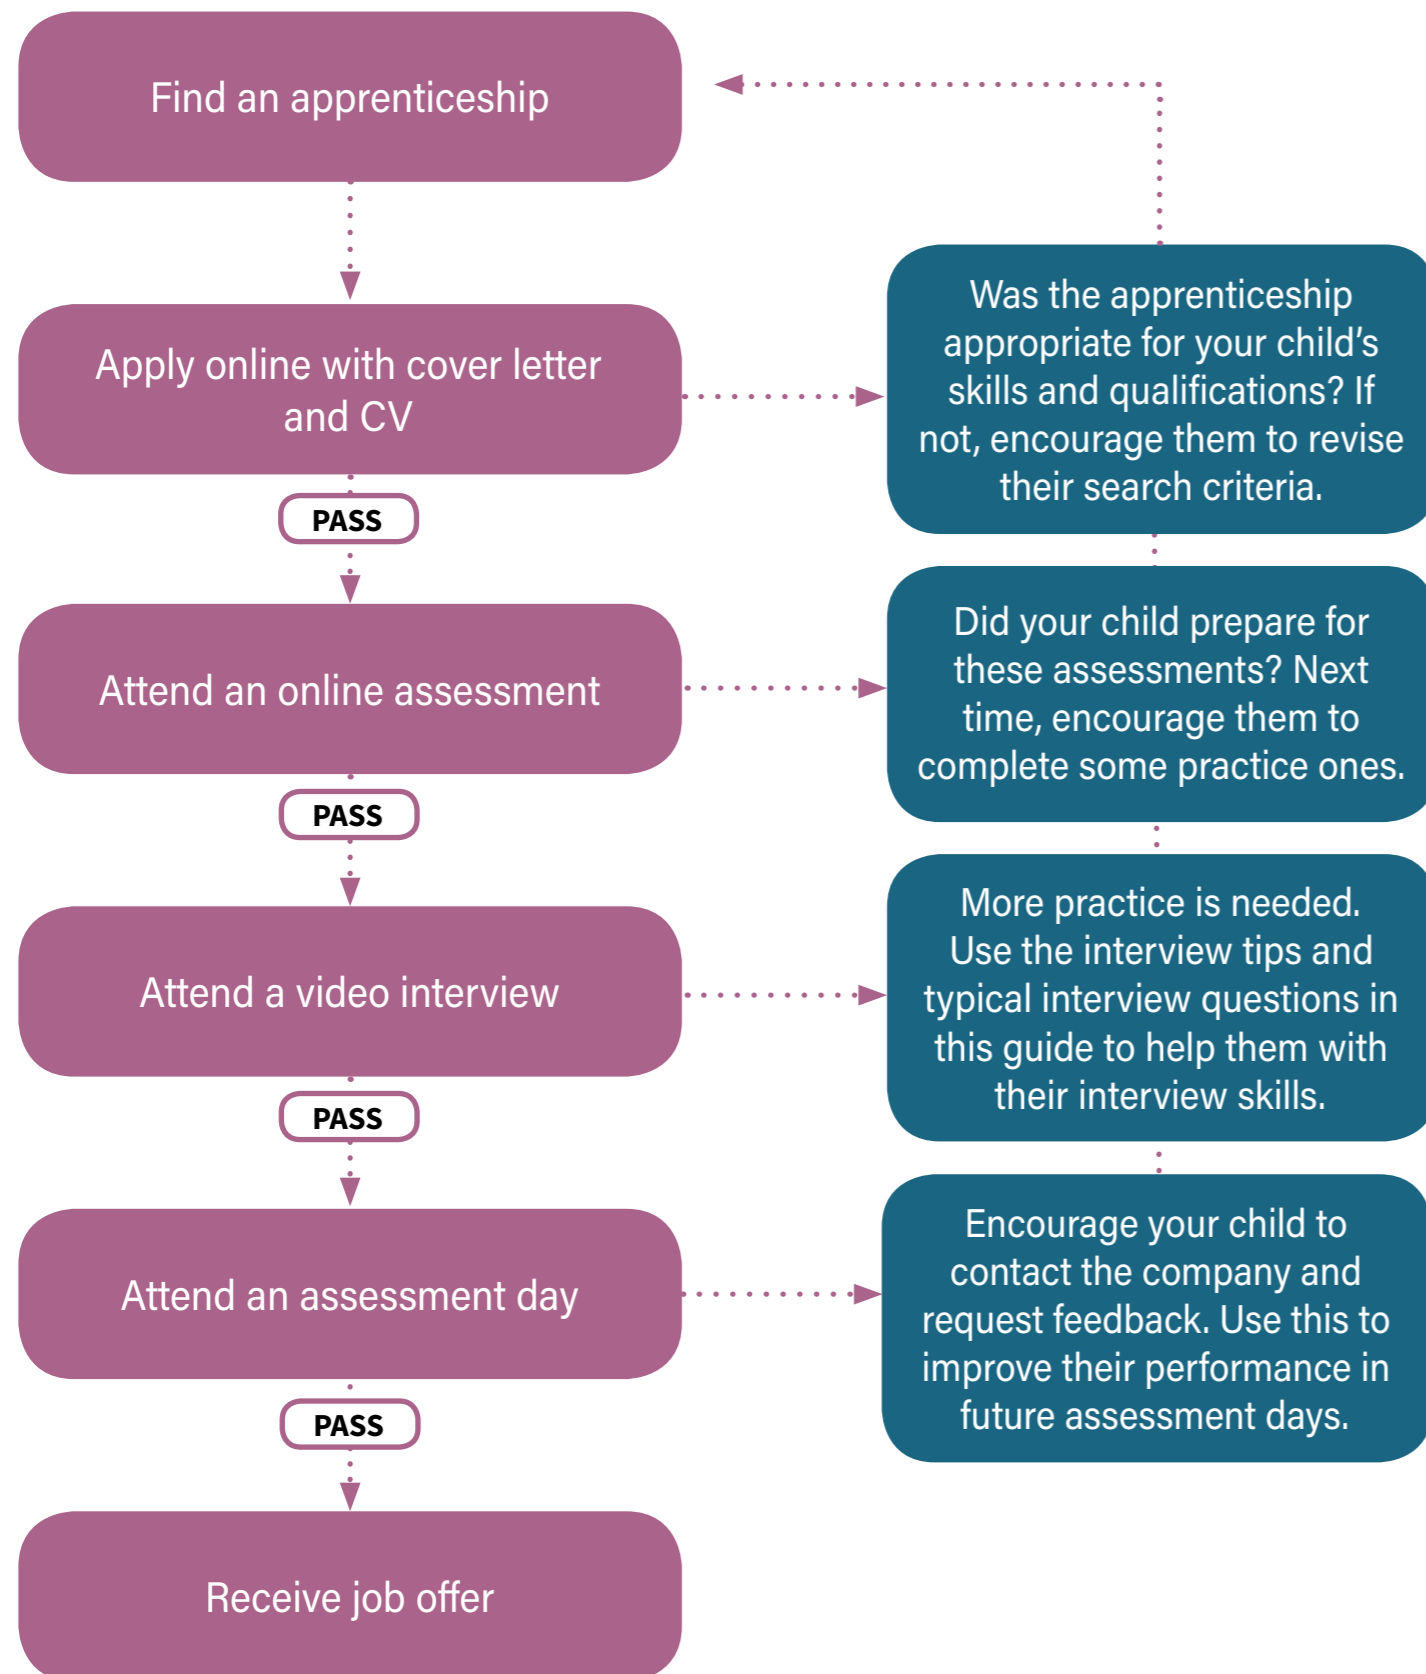 Find an apprenticeship
Apply online with cover letter
and CV
Was the apprenticeship
appropriate for your child’s
skills and qualifications? If
not, encourage them to revise
their search criteria.
PASS
Attend an online assessment
Did your child prepare for
these assessments? Next
time, encourage them to
complete some practice ones.
PASS
Attend a video interview
More practice is needed.
Use the interview tips and
typical interview questions in
this guide to help them with
their interview skills.
PASS
Attend an assessment day
Encourage your child to
contact the company and
request feedback. Use this to
improve their performance in
future assessment days.
PASS
Receive job offer